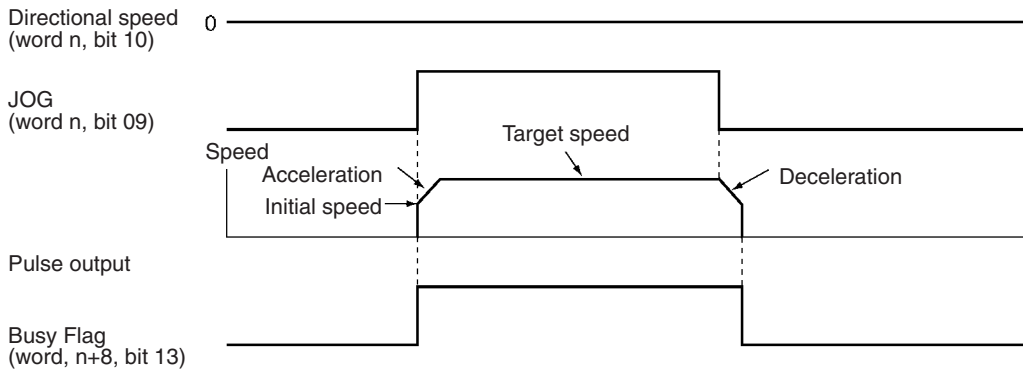 Directional speed
(word n, bit 10)
0
JOG
(word n, bit 09)
Speed
Target speed
Acceleration
Deceleration
Initial speed
Pulse output
Busy Flag
(word, n+8, bit 13)